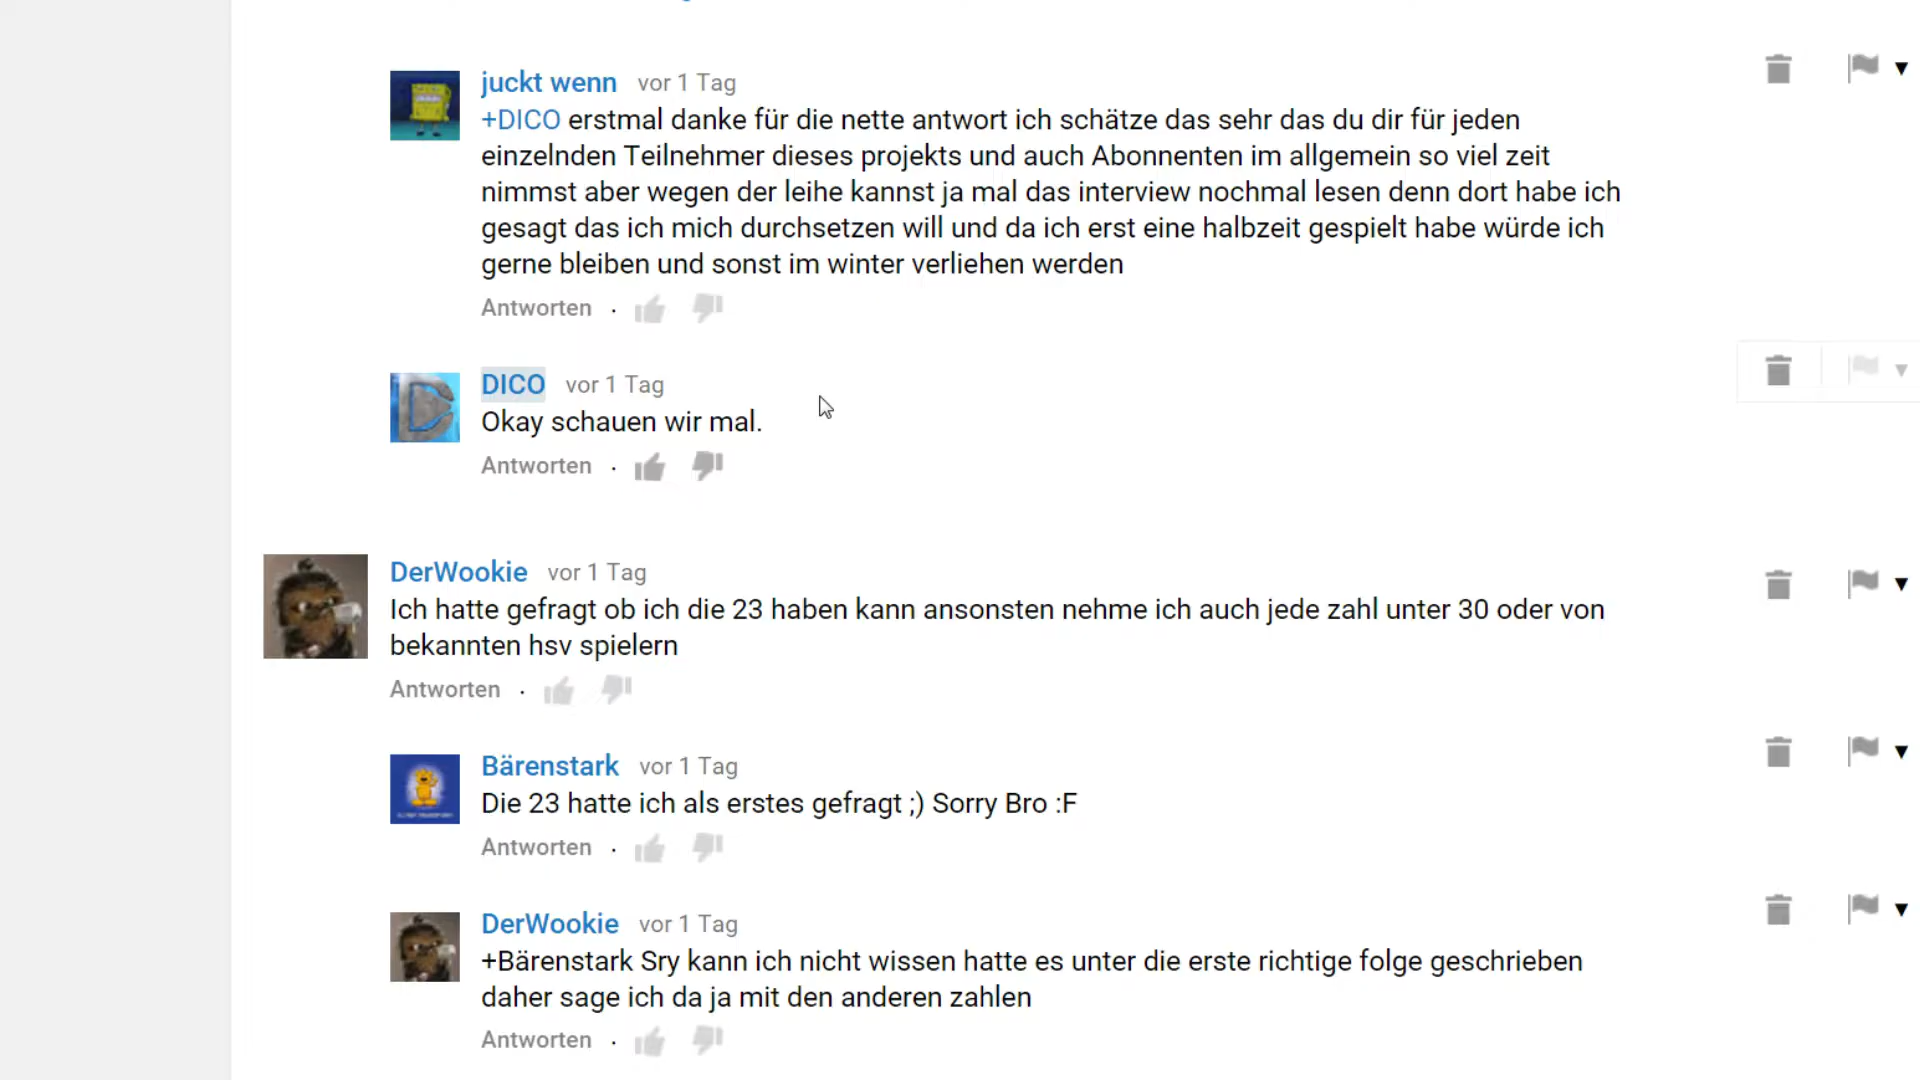 juckt wenn vor 1 Tag
+DICO erstmal danke für die nette antwort ich schätze das sehr das du dir für jeden
einzelnden Teilnehmer dieses projekts und auch Abonnenten im allgemein so viel zeit
nimmst aber wegen der leihe kannst ja mal das interview nochmal lesen denn dort habe ich
gesagt das ich mich durchsetzen will und da ich erst eine halbzeit gespielt habe würde ich
gerne bleiben und sonst im winter verliehen werden
Antworten ·
DICO vor 1 Tag
Okay schauen wir mal.
Antworten ·
DerWookie vor 1 Tag
Ich hatte gefragt ob ich die 23 haben kann ansonsten nehme ich auch jede zahl unter 30 oder von
bekannten hsv spielern
Antworten ·
Bärenstark vor 1 Tag
Die 23 hatte ich als erstes gefragt ;) Sorry Bro :F
Antworten ·
DerWookie vor 1 Tag
+Bärenstark Sry kann ich nicht wissen hatte es unter die erste richtige folge geschrieben
daher sage ich da ja mit den anderen zahlen
Antworten ·